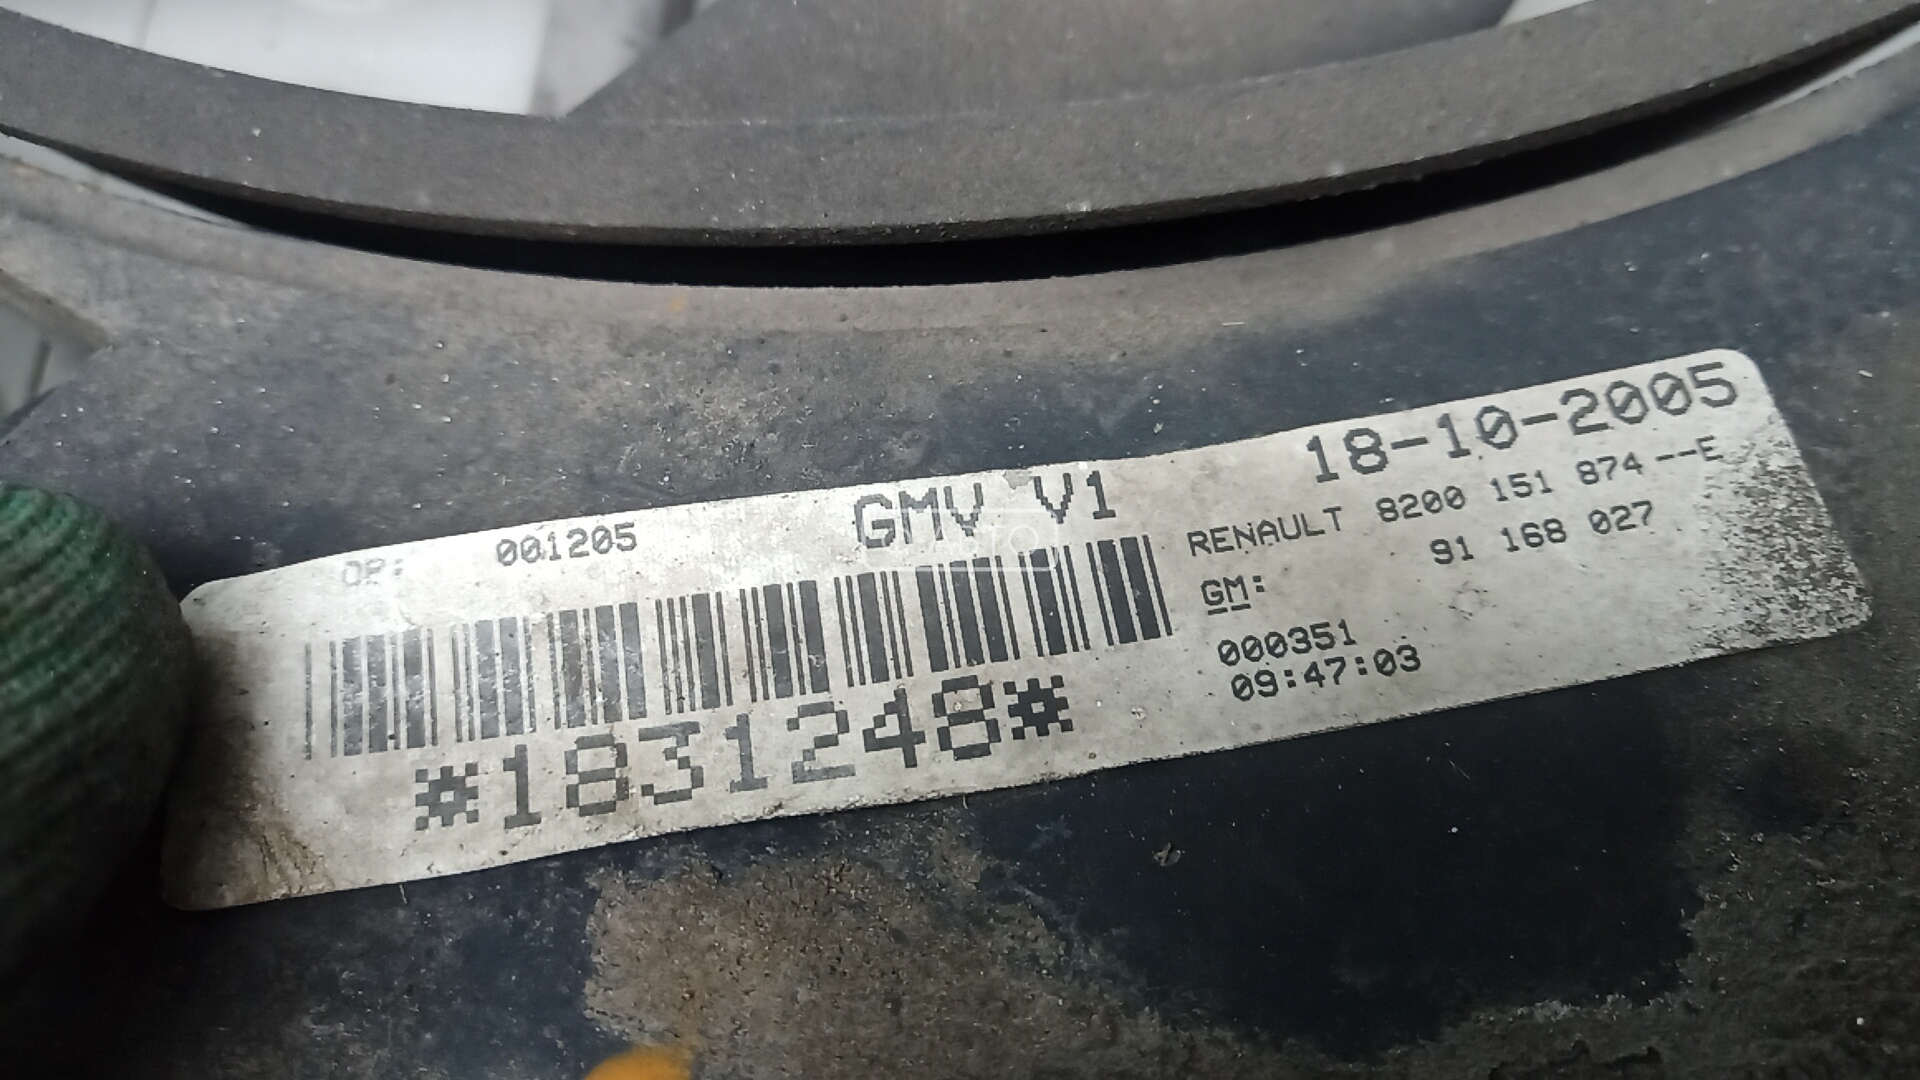 18-10-2005
OP: 001205 GMV V1
RENAULT 8200 151 874 --E
GM: 91 168 027
000351
09:47:03
*1831248*